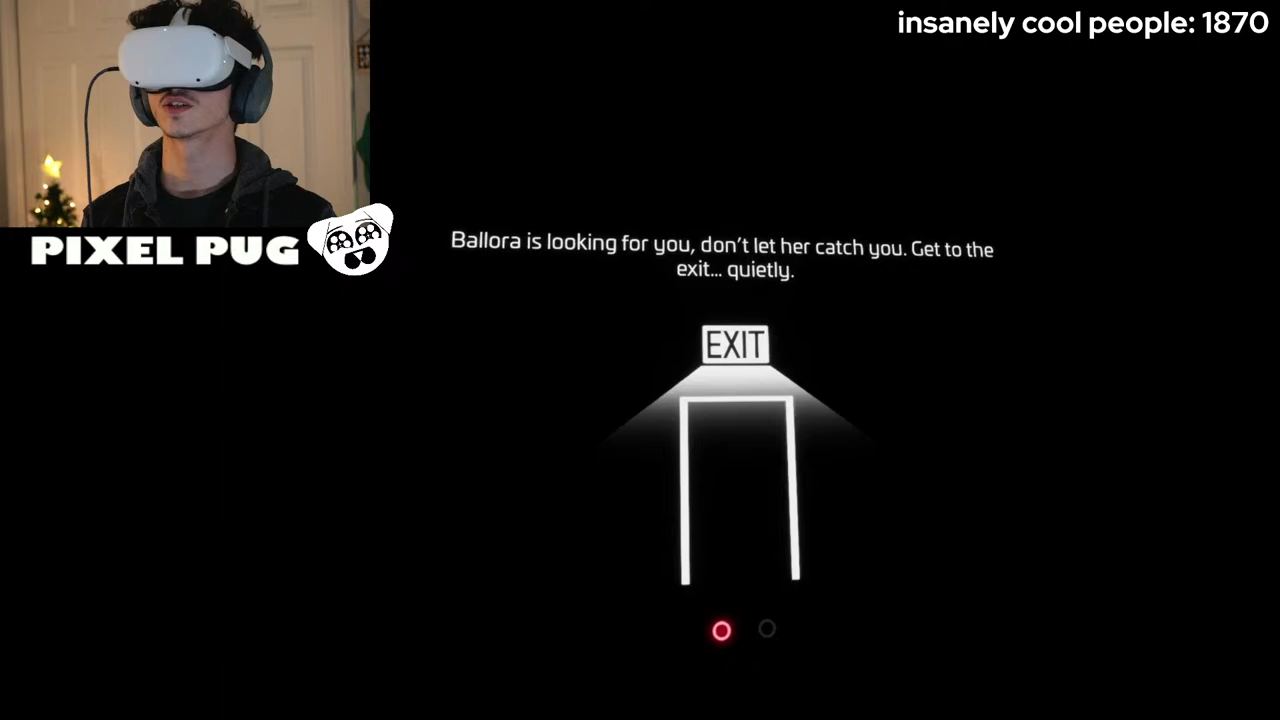 insanely cool people: 1870
PIXEL PUG
Ballora is looking for you, don't let her catch you. Get to the
exit... quietly.
EXIT